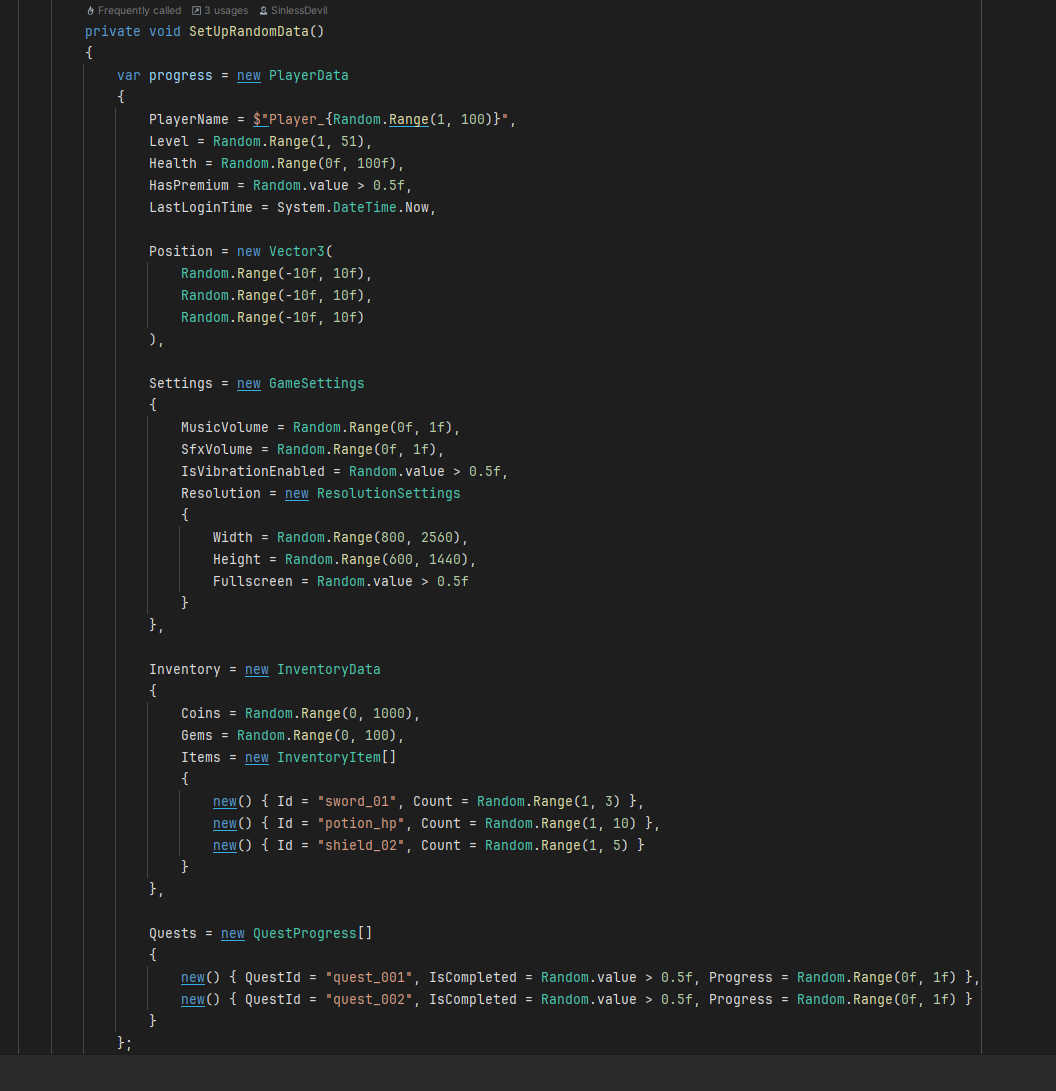 Frequently called 3 usages SinlessDevil
private void SetUpRandomData()
{
var progress = new PlayerData
{
PlayerName = $"Player_{Random.Range(1, 100)}",
Level = Random.Range(1, 51),
Health = Random.Range(0f, 100f),
HasPremium = Random.value > 0.5f,
LastLoginTime = System.DateTime.Now,
Position = new Vector3(
Random.Range(-10f, 10f),
Random.Range(-10f, 10f),
Random.Range(-10f, 10f)
),
Settings = new GameSettings
{
MusicVolume = Random.Range(0f, 1f),
SfxVolume = Random.Range(0f, 1f),
IsVibrationEnabled = Random.value > 0.5f,
Resolution = new ResolutionSettings
{
Width = Random.Range(800, 2560),
Height = Random.Range(600, 1440),
Fullscreen = Random.value > 0.5f
}
},
Inventory = new InventoryData
{
Coins = Random.Range(0, 1000),
Gems = Random.Range(0, 100),
Items = new InventoryItem[]
{
new() { Id = "sword_01", Count = Random.Range(1, 3) },
new() { Id = "potion_hp", Count = Random.Range(1, 10) },
new() { Id = "shield_02", Count = Random.Range(1, 5) }
}
},
Quests = new QuestProgress[]
{
new() { QuestId = "quest_001", IsCompleted = Random.value > 0.5f, Progress = Random.Range(0f, 1f) },
new() { QuestId = "quest_002", IsCompleted = Random.value > 0.5f, Progress = Random.Range(0f, 1f) }
}
};